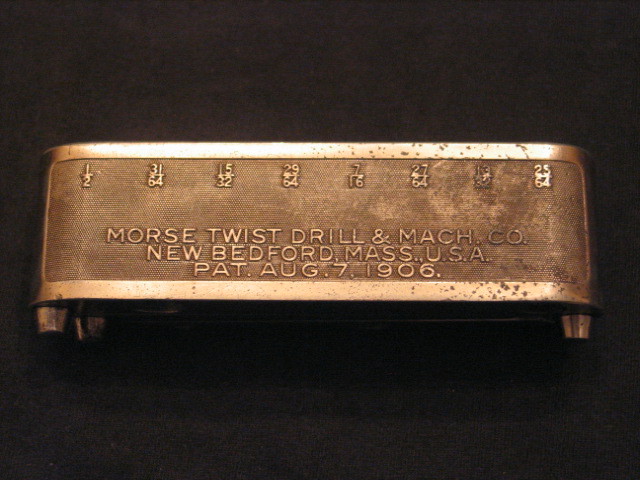 1/2 31/64 15/32 29/64 7/16 27/64 13/32 25/64
MORSE TWIST DRILL & MACH. CO.
NEW BEDFORD, MASS., U.S.A.
PAT. AUG. 7. 1906.